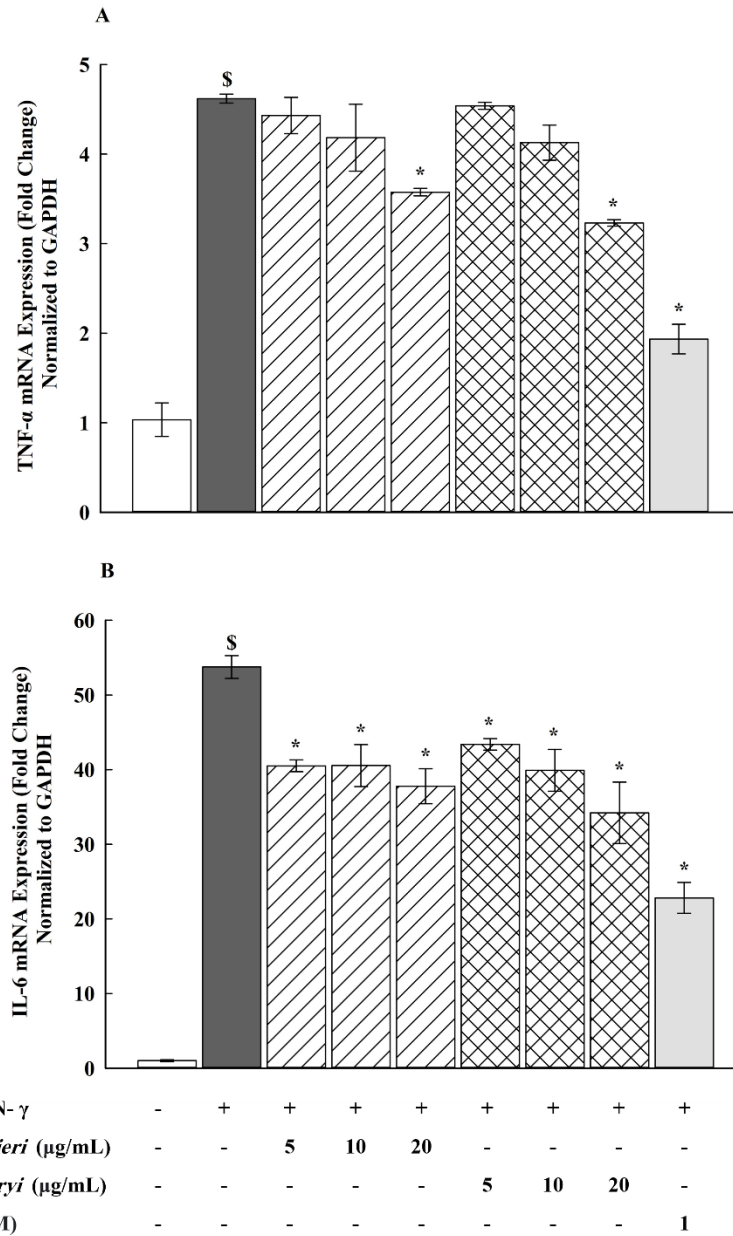 A
TNF-α mRNA Expression (Fold Change)
Normalized to GAPDH
5
4
3
2
1
0
$
*
*
*
B
IL-6 mRNA Expression (Fold Change)
Normalized to GAPDH
60
50
40
30
20
10
0
$
*
*
*
*
*
*
*
N- γ - + + + + + + + +
ieri (μg/mL) - - 5 10 20 - - - -
ryi (μg/mL) - - - - - 5 10 20 -
M) - - - - - - - - 1